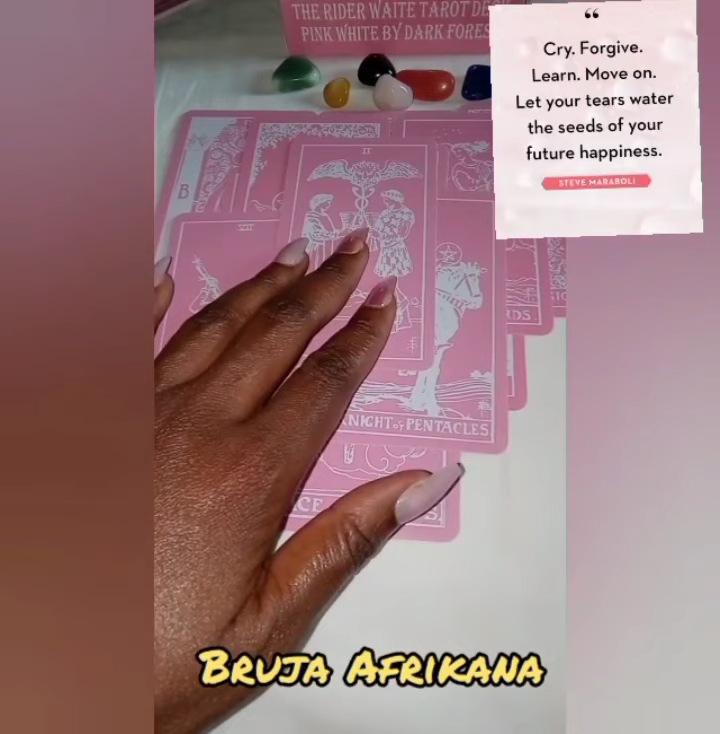 THE RIDER WAITE TAROT
PINK WHITE BY DARK
“
Cry. Forgive.
Learn. Move on.
Let your tears water
the seeds of your
future happiness.
STEVE MARABOLI
B
II
VII
KNIGHT OF PENTACLES
BRUJA AFRIKANA